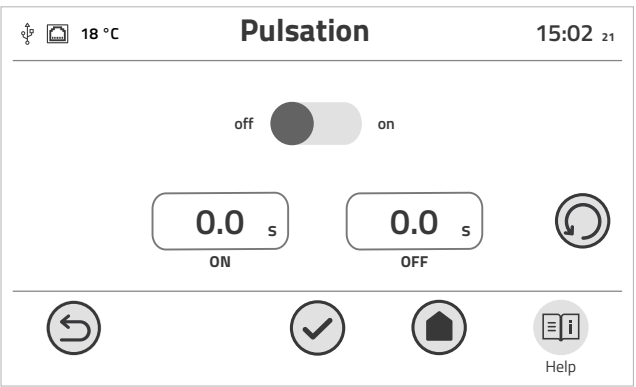 18 °C Pulsation 15:02 21
off on
0.0 s 0.0 s
ON OFF
i
Help